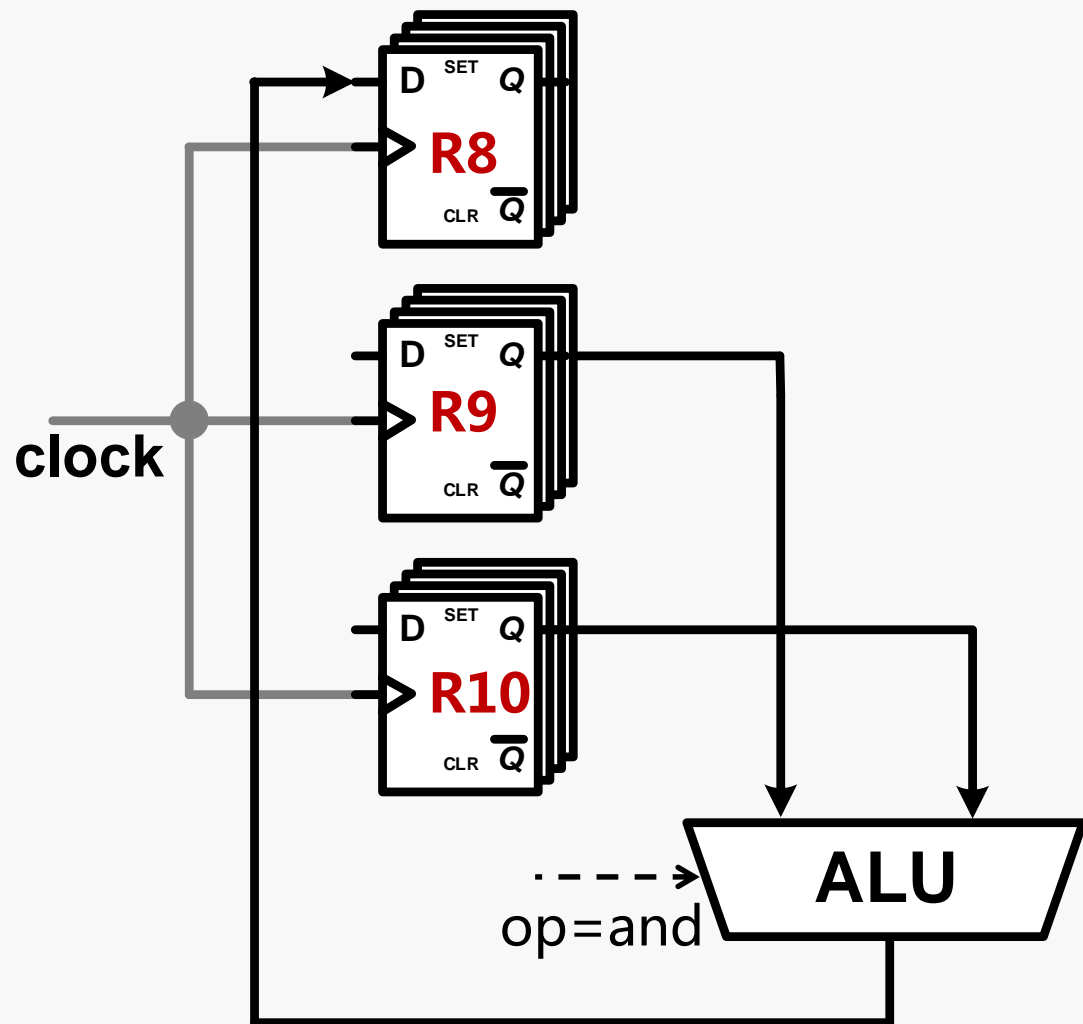 D SET Q
R8
CLR Q
D SET Q
R9
clock
CLR Q
D SET Q
R10
CLR Q
ALU
op=and